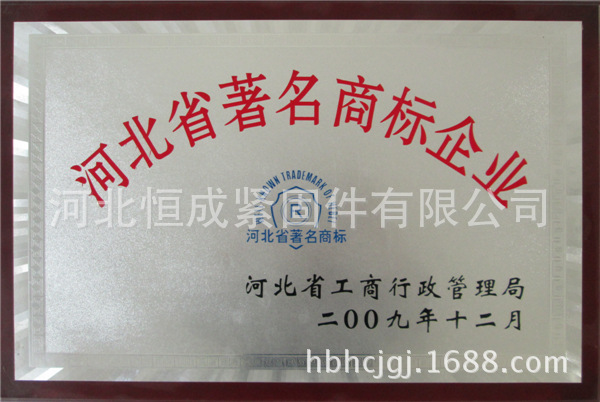 河北省著名商标企业
河北恒成紧固件有限公司
河北省著名商标
河北省工商行政管理局
二00九年十二月
hbhcjgj.1688.com